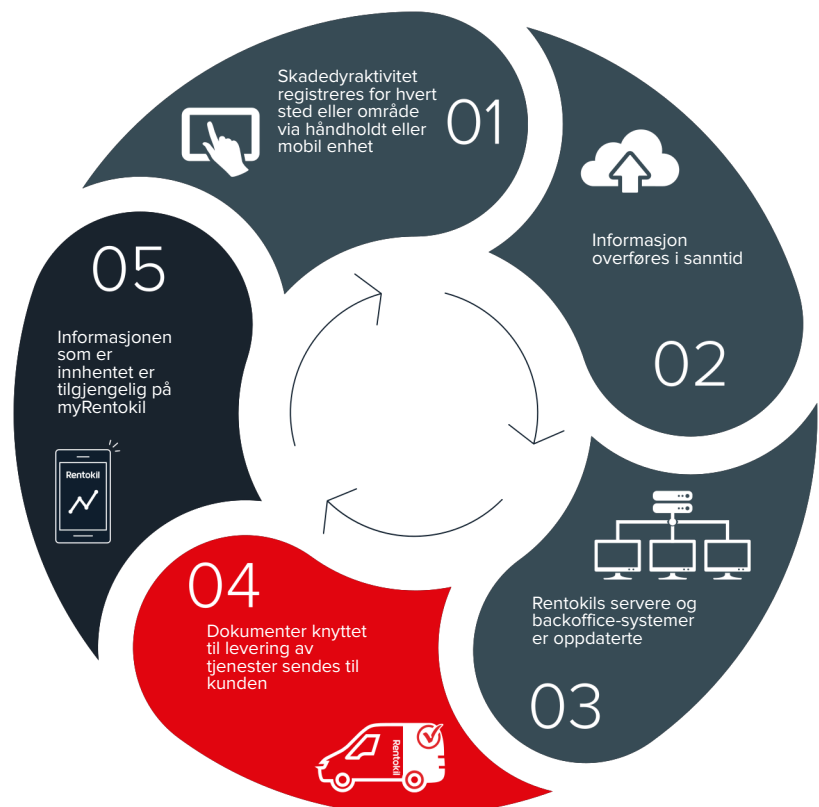 Skadedyraktivitet
registreres for hvert
sted eller område
via håndholdt eller
mobil enhet
01
Informasjon
overføres i sanntid
02
Rentokils servere og
backoffice-systemer
er oppdaterte
03
04
Dokumenter knyttet
til levering av
tjenester sendes til
kunden
Rentokil
05
Informasjonen
som er
innhentet er
tilgjengelig på
myRentokil
Rentokil